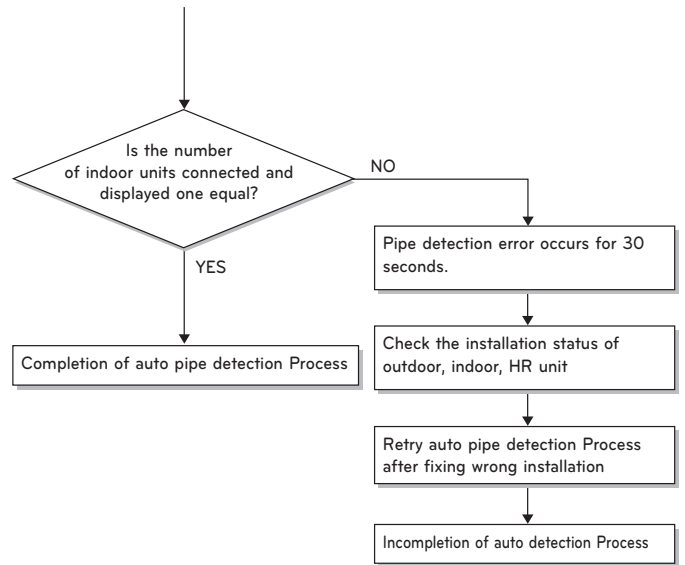 Is the number
of indoor units connected and
displayed one equal?
NO
YES
Pipe detection error occurs for 30
seconds.
Completion of auto pipe detection Process
Check the installation status of
outdoor, indoor, HR unit
Retry auto pipe detection Process
after fixing wrong installation
Incompletion of auto detection Process